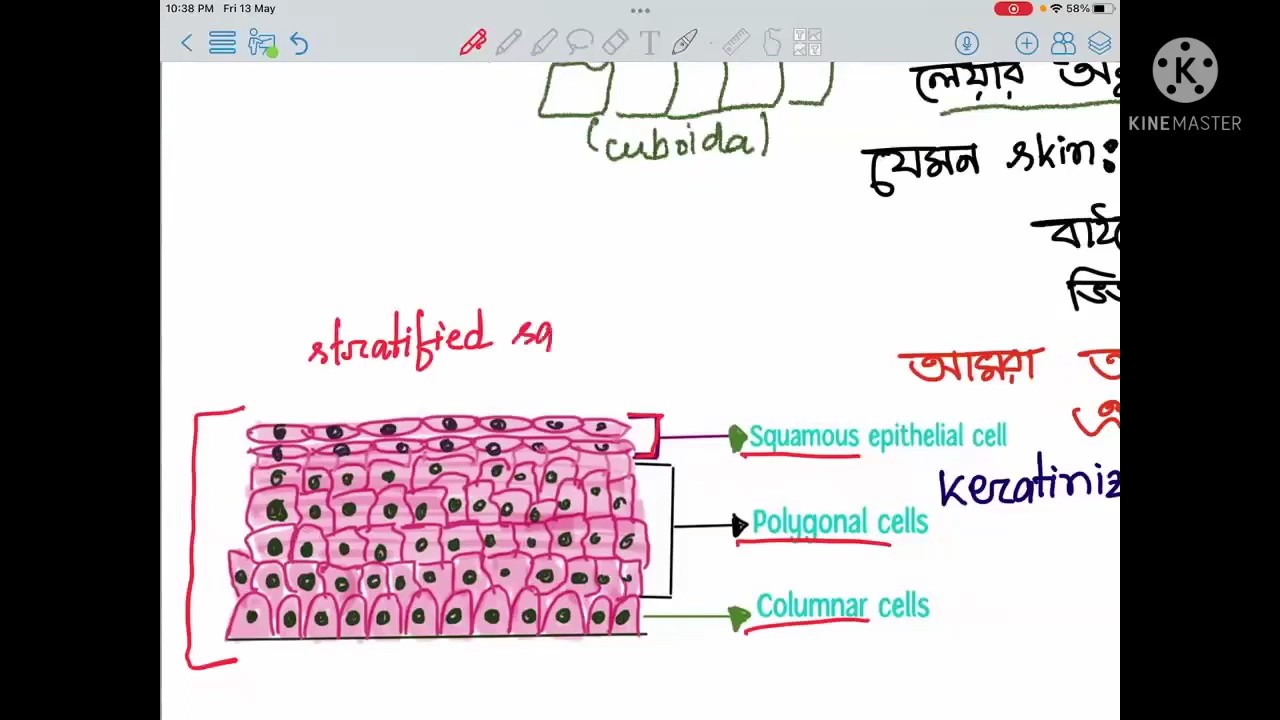 10:38 PM Fri 13 May
58%
K
KINEMASTER
লেয়ার
(cuboida)
যেমন skin:
stratified sq
আমরা
Squamous epithelial cell
Keratiniz
Polygonal cells
Columnar cells